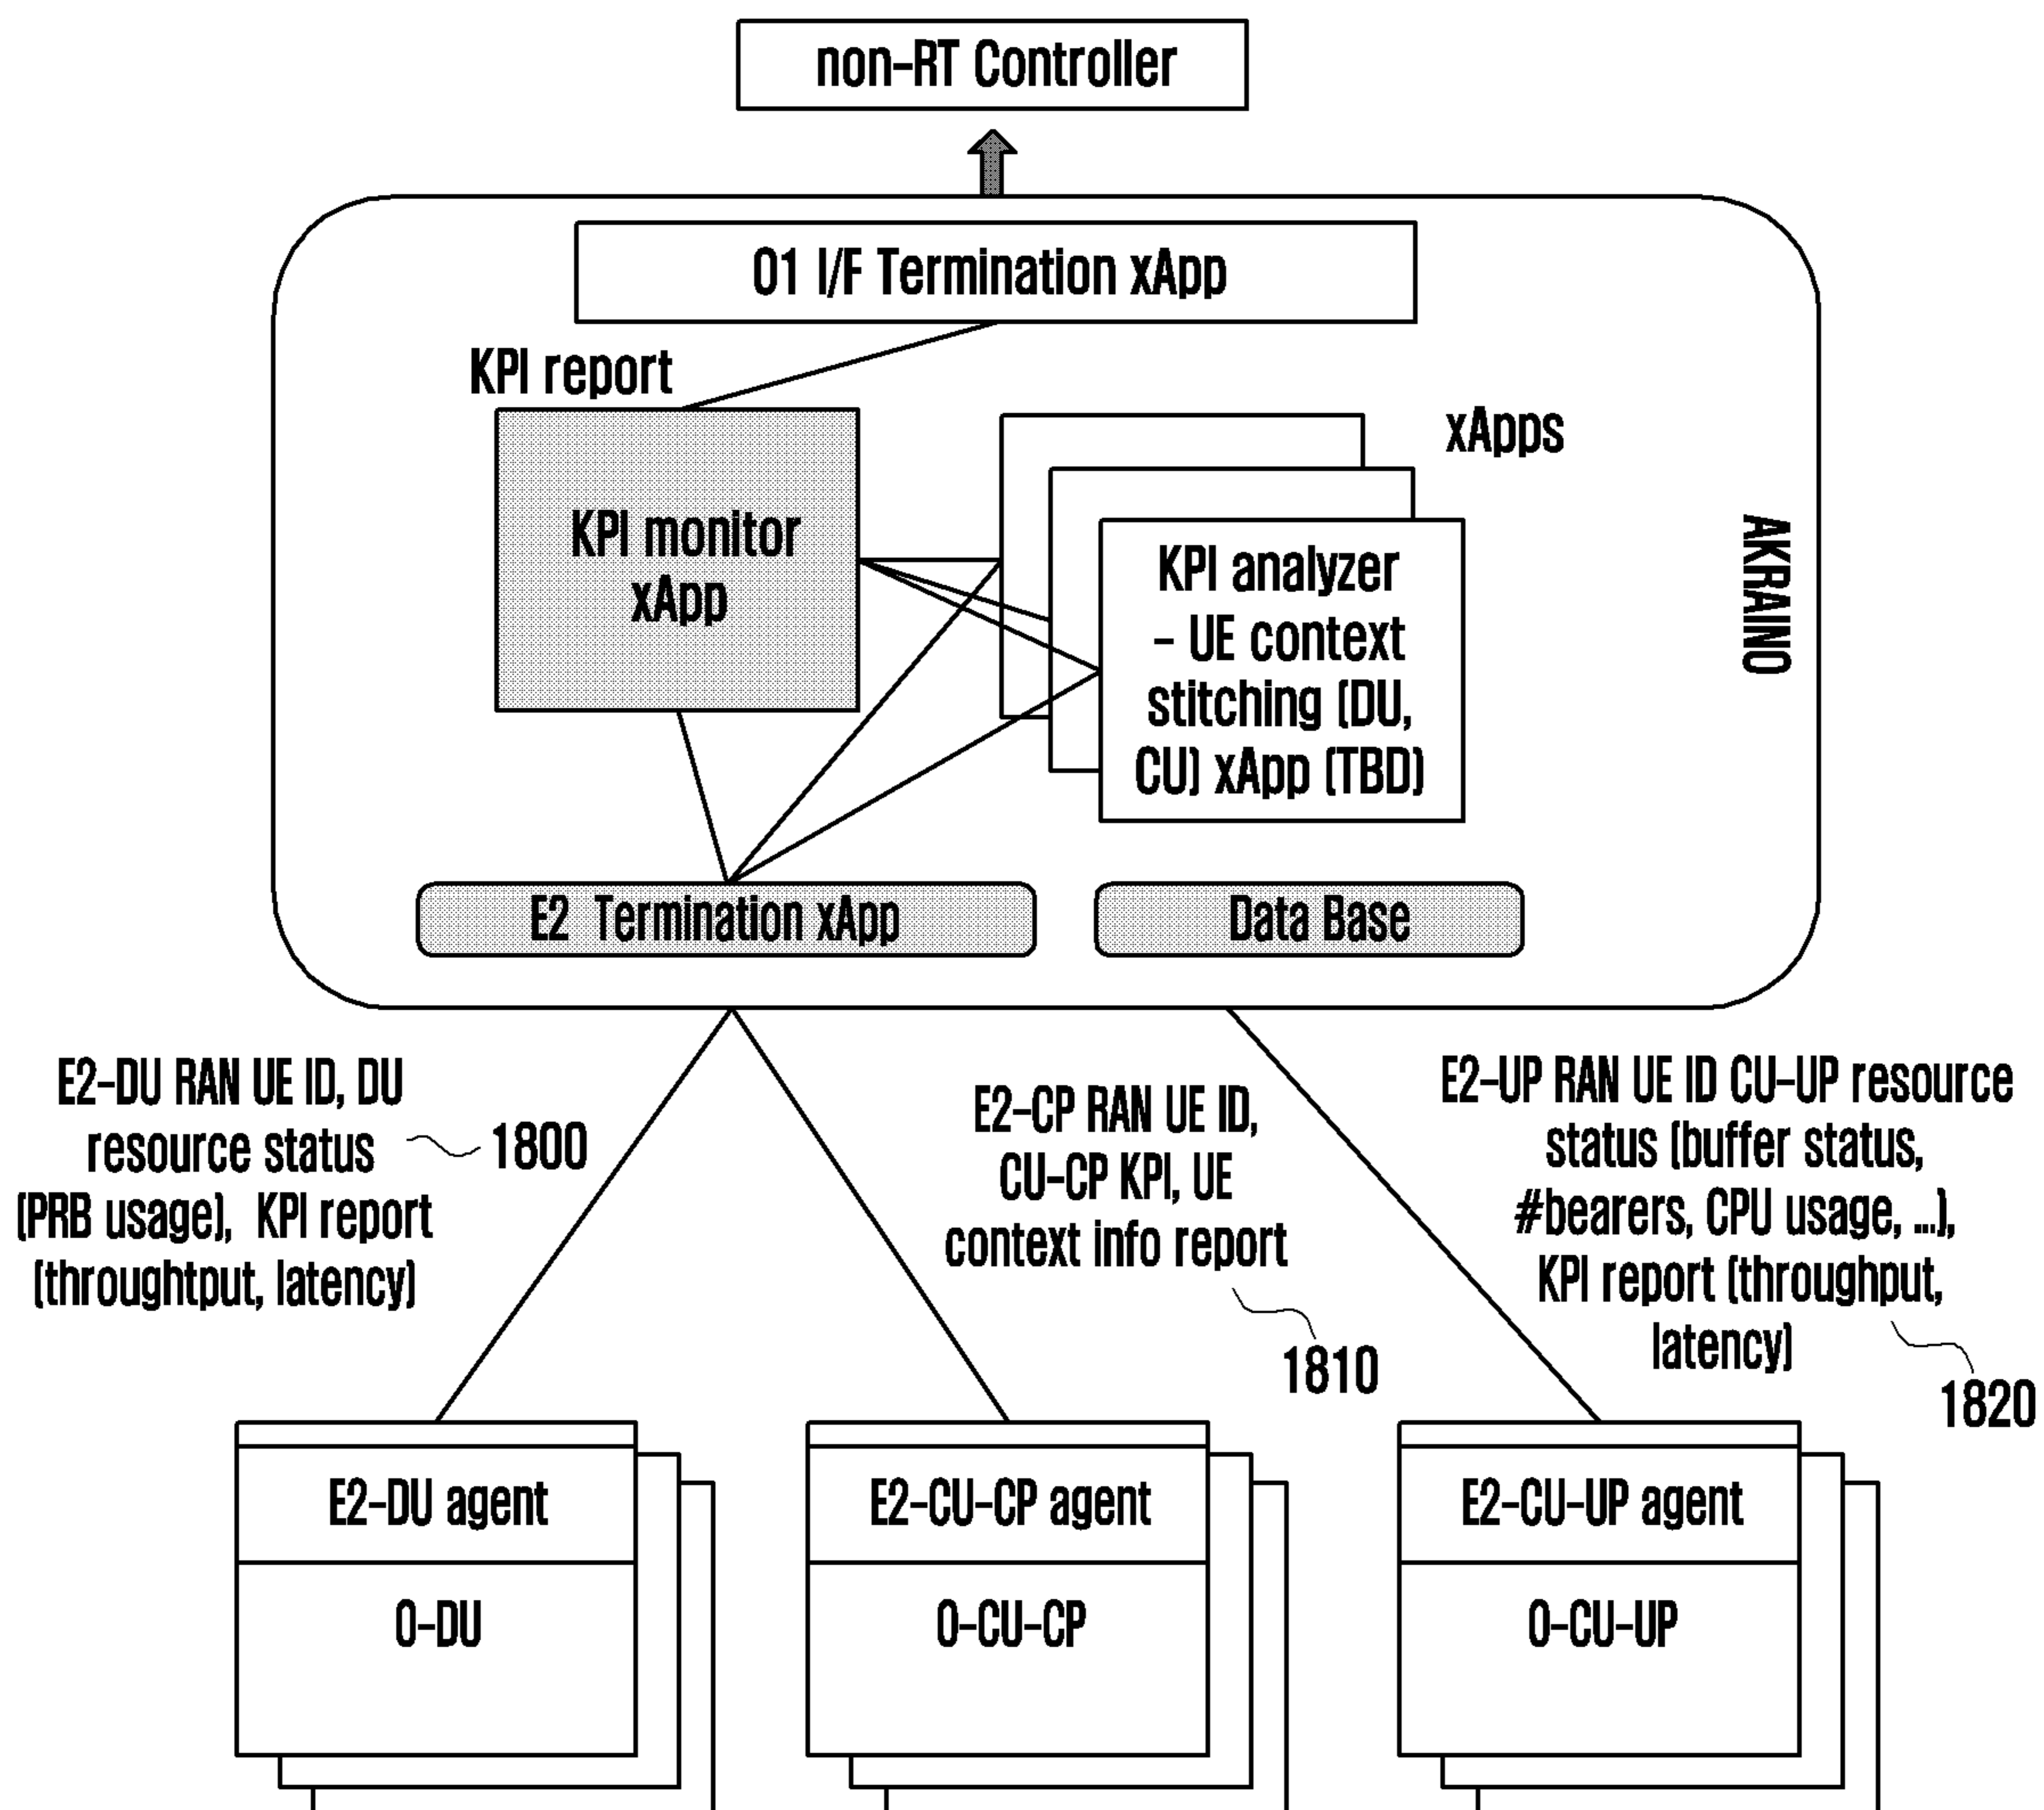 non-RT Controller
O1 I/F Termination xApp
KPI report
xApps
KPI monitor
xApp
KPI analyzer
- UE context
stitching (DU,
CU) xApp (TBD)
AKRAINO
E2 Termination xApp
Data Base
E2-DU RAN UE ID, DU
resource status
(PRB usage), KPI report
(throughtput, latency)
1800
E2-CP RAN UE ID,
CU-CP KPI, UE
context info report
1810
E2-UP RAN UE ID CU-UP resource
status (buffer status,
#bearers, CPU usage, ...),
KPI report (throughput,
latency)
1820
E2-DU agent
O-DU
E2-CU-CP agent
O-CU-CP
E2-CU-UP agent
O-CU-UP